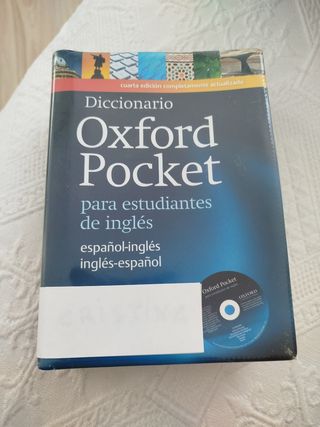 cuarta edición completamente actualizada
Diccionario
Oxford
Pocket
para estudiantes
de inglés
español-inglés
inglés-español
Oxford Pocket
OXFORD